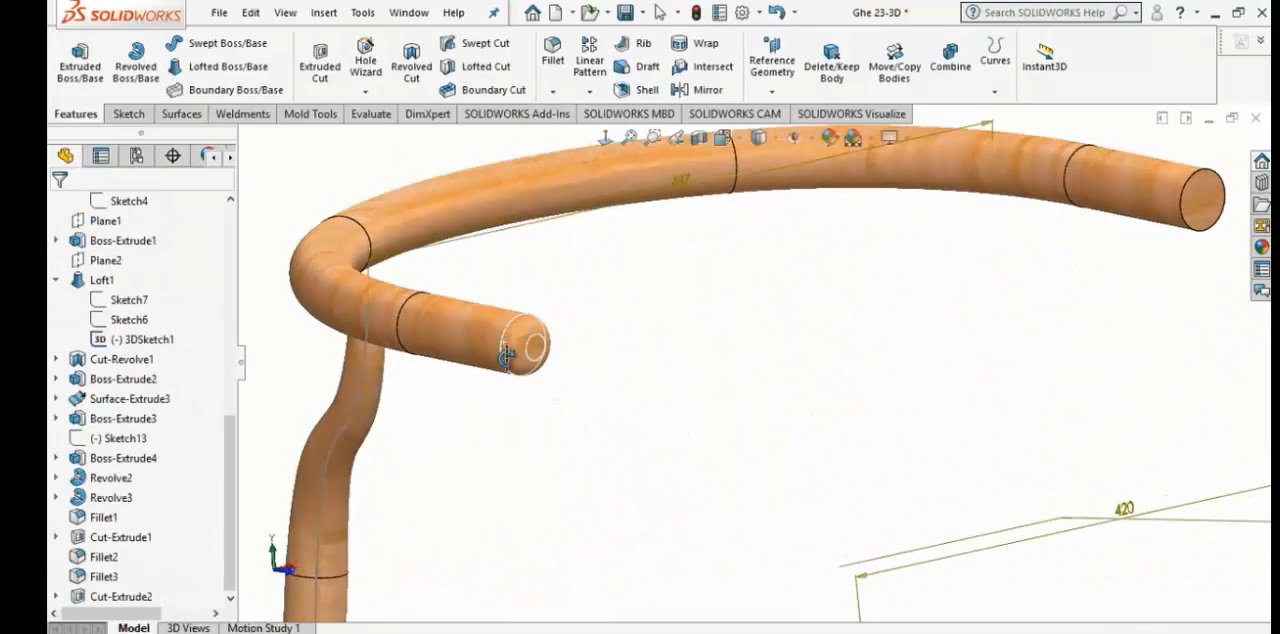 SOLIDWORKS File Edit View Insert Tools Window Help Ghe 23-3D * Search SOLIDWORKS Help ?
Extruded Boss/Base
Revolved Boss/Base
Swept Boss/Base
Lofted Boss/Base
Boundary Boss/Base
Extruded Cut
Hole Wizard
Revolved Cut
Swept Cut
Lofted Cut
Boundary Cut
Fillet
Linear Pattern
Rib
Draft
Shell
Wrap
Intersect
Mirror
Reference Geometry
Delete/Keep Body
Move/Copy Bodies
Combine
Curves
Instant3D
Features Sketch Surfaces Weldments Mold Tools Evaluate DimXpert SOLIDWORKS Add-Ins SOLIDWORKS MBD SOLIDWORKS CAM SOLIDWORKS Visualize
Sketch4
Plane1
Boss-Extrude1
Plane2
Loft1
Sketch7
Sketch6
3D (-) 3DSketch1
Cut-Revolve1
Boss-Extrude2
Surface-Extrude3
Boss-Extrude3
(-) Sketch13
Boss-Extrude4
Revolve2
Revolve3
Fillet1
Cut-Extrude1
Fillet2
Fillet3
Cut-Extrude2
420
Y
Model 3D Views Motion Study 1